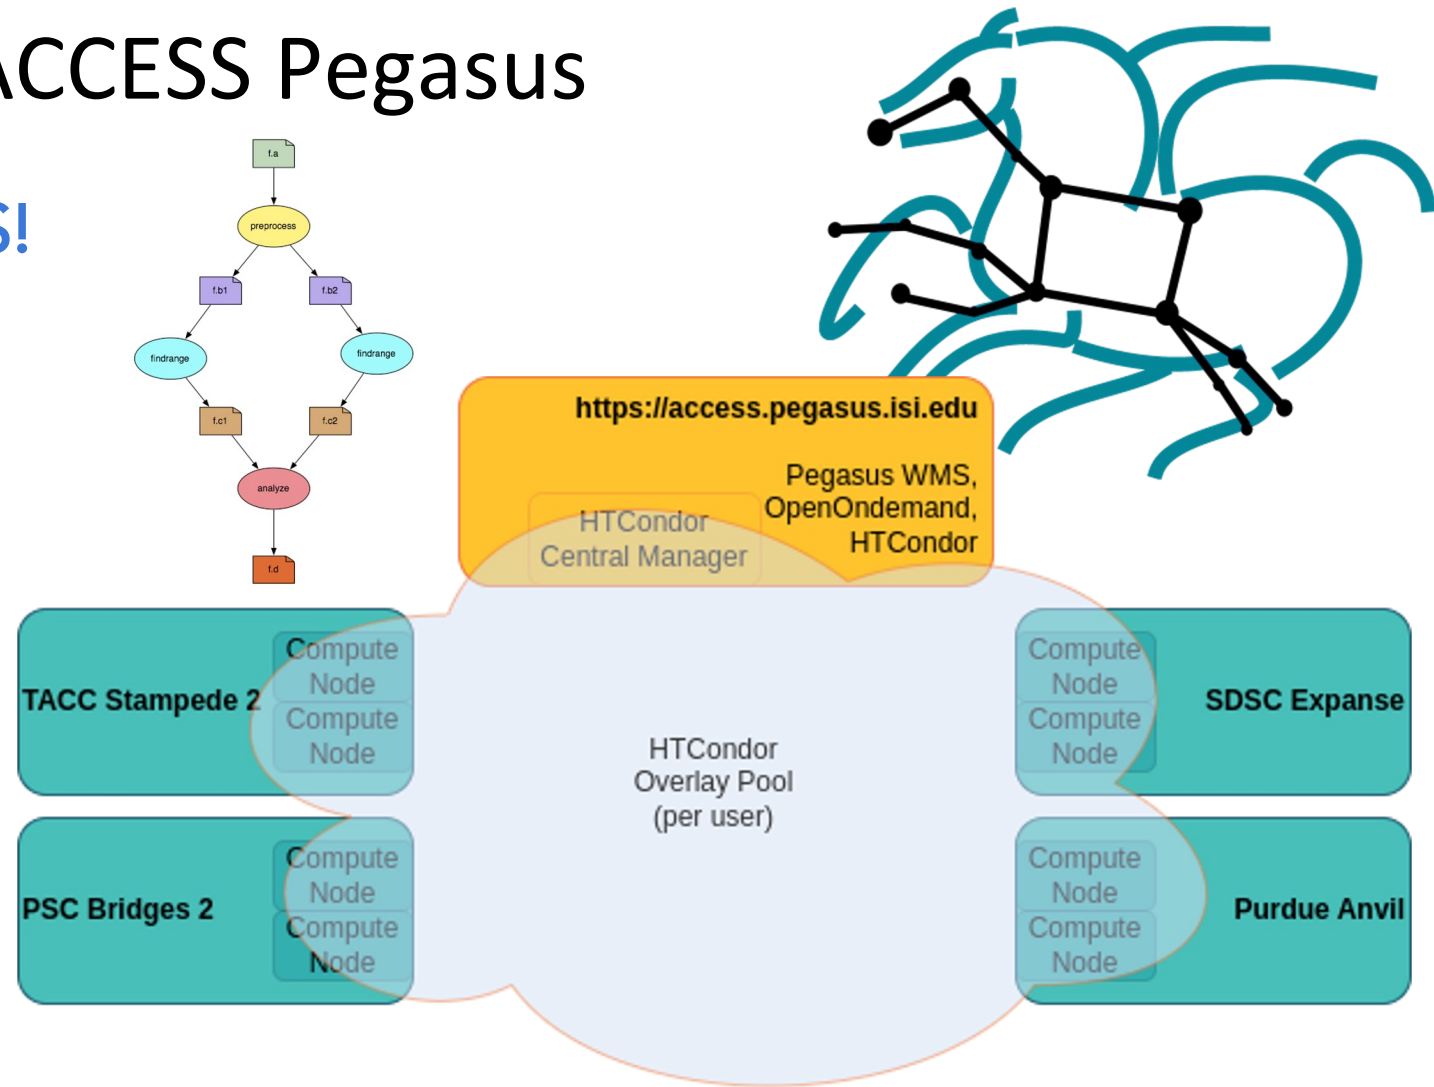 ACCESS Pegasus
S!
f.a
preprocess
f.b1
f.b2
findrange
findrange
f.c1
f.c2
analyze
f.d
https://access.pegasus.isi.edu
Pegasus WMS,
OpenOndemand,
HTCondor
HTCondor
Central Manager
TACC Stampede 2
Compute
Node
Compute
Node
PSC Bridges 2
Compute
Node
Compute
Node
HTCondor
Overlay Pool
(per user)
Compute
Node
Compute
Node
SDSC Expanse
Compute
Node
Compute
Node
Purdue Anvil